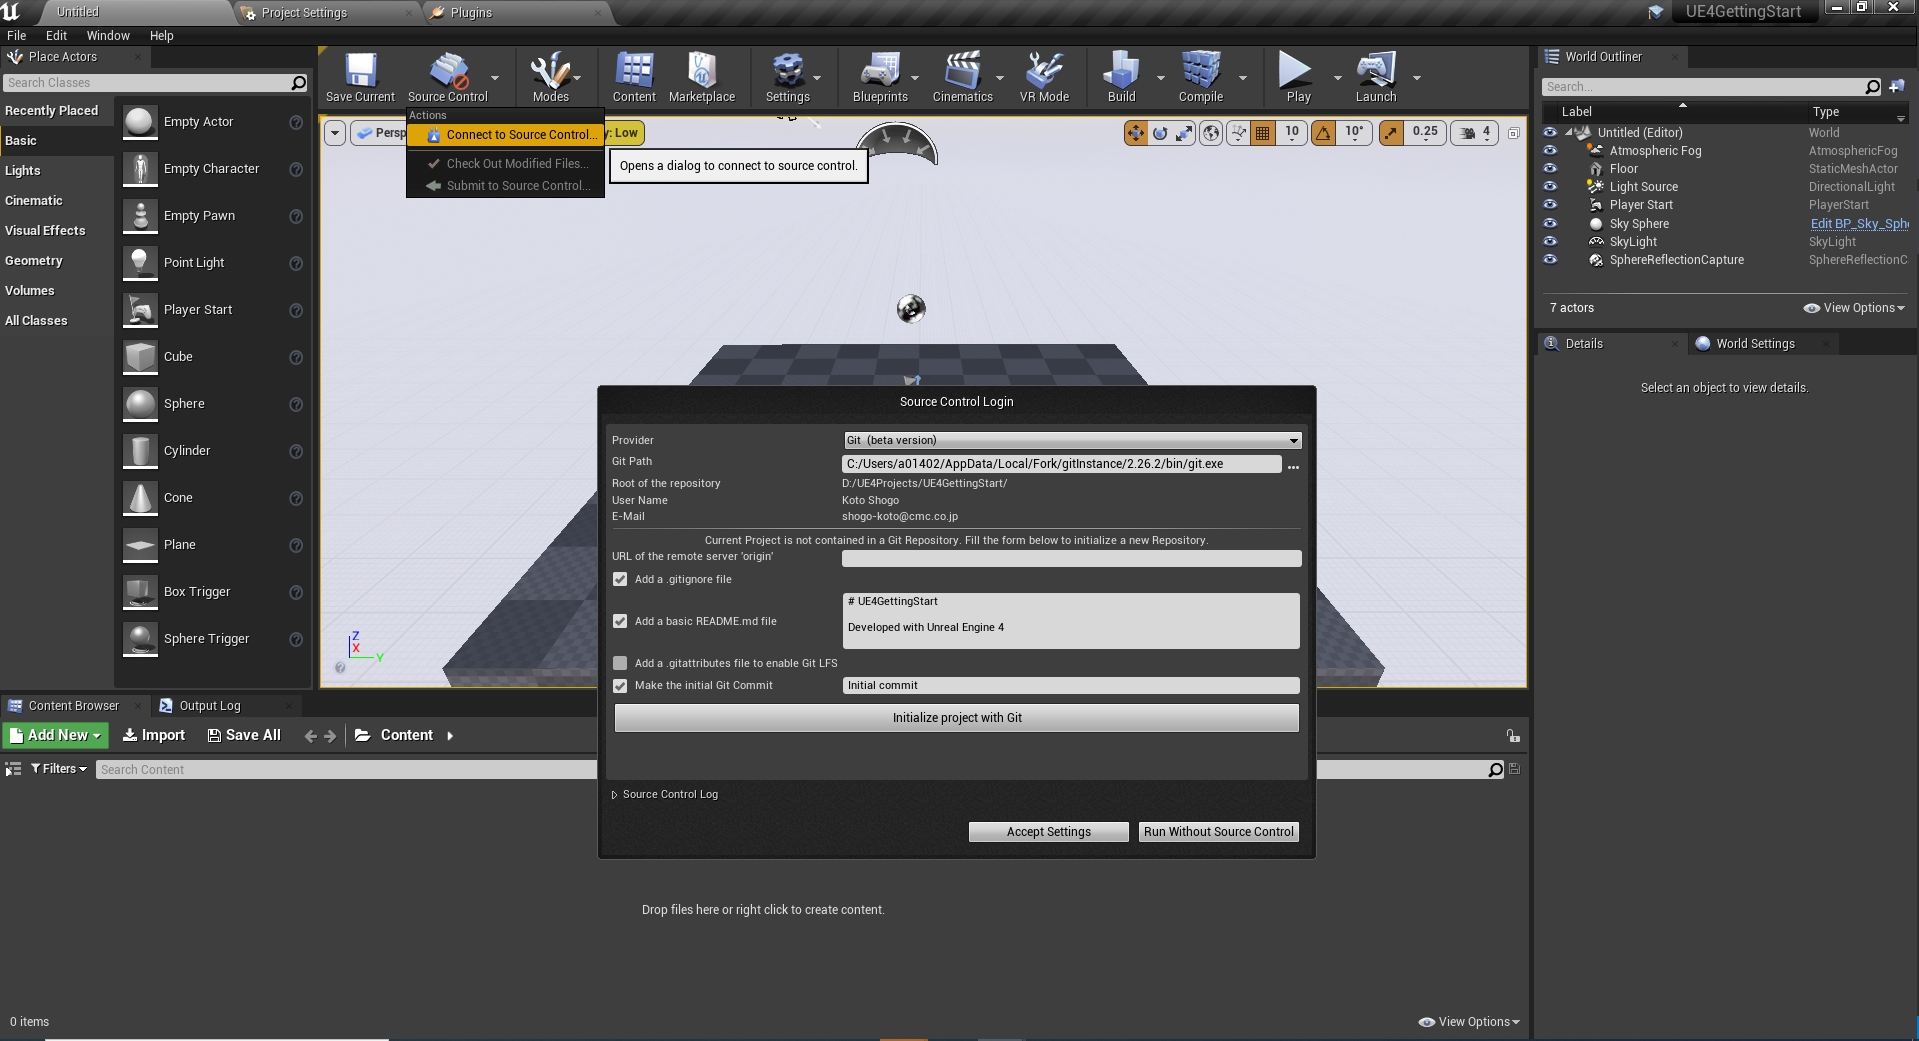 Untitled
Project Settings
Plugins
UE4GettingStart
File Edit Window Help
Place Actors
Search Classes
Recently Placed
Basic
Lights
Cinematic
Visual Effects
Geometry
Volumes
All Classes
Empty Actor
Empty Character
Empty Pawn
Point Light
Player Start
Cube
Sphere
Cylinder
Cone
Plane
Box Trigger
Sphere Trigger
Save Current
Source Control
Modes
Content
Marketplace
Settings
Blueprints
Cinematics
VR Mode
Build
Compile
Play
Launch
Actions
Connect to Source Control...
Check Out Modified Files...
Submit to Source Control...
Opens a dialog to connect to source control.
Persp
y: Low
10
10°
0.25
4
Z
X
Y
World Outliner
Search...
Label Type
Untitled (Editor) World
Atmospheric Fog AtmosphericFog
Floor StaticMeshActor
Light Source DirectionalLight
Player Start PlayerStart
Sky Sphere Edit BP_Sky_Sph
SkyLight SkyLight
SphereReflectionCapture SphereReflectionC
7 actors
View Options
Details
World Settings
Select an object to view details.
Source Control Login
Provider Git (beta version)
Git Path C:/Users/a01402/AppData/Local/Fork/gitInstance/2.26.2/bin/git.exe ...
Root of the repository D:/UE4Projects/UE4GettingStart/
User Name Koto Shogo
E-Mail shogo-koto@cmc.co.jp
Current Project is not contained in a Git Repository. Fill the form below to initialize a new Repository.
URL of the remote server 'origin'
Add a .gitignore file
Add a basic README.md file
# UE4GettingStart
Developed with Unreal Engine 4
Add a .gitattributes file to enable Git LFS
Make the initial Git Commit Initial commit
Initialize project with Git
Source Control Log
Accept Settings
Run Without Source Control
Content Browser
Output Log
Add New
Import
Save All
Content
Filters
Search Content
Drop files here or right click to create content.
0 items
View Options